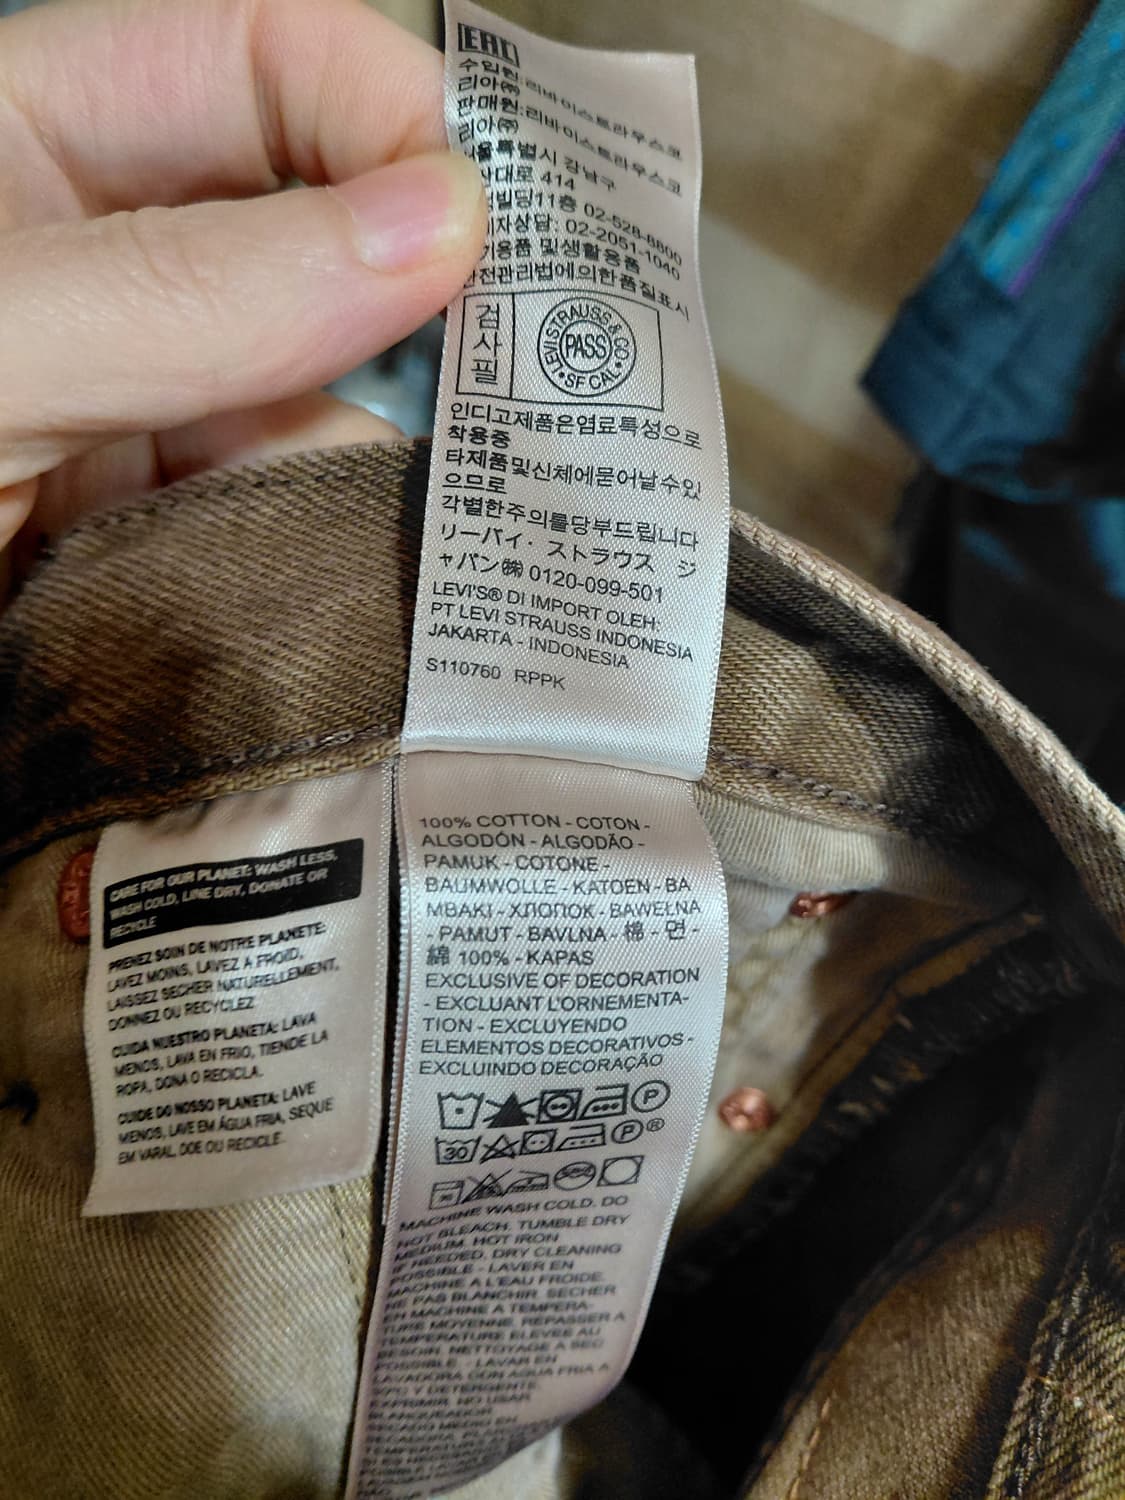 EAC
수입원:리바이스트라우스코
리아㈜
판매원:리바이스트라우스코
리아㈜
서울특별시 강남구
대로 414
빌딩11층 02-528-8800
자상담: 02-2051-1040
기용품 및생활용품
안전관리법에의한품질표시
검사필
LEVI STRAUSS & CO
PASS
SF CAL
인디고제품은염료특성으로
착용중
타제품및신체에묻어날수있
으므로
각별한주의를당부드립니다
リーバイ・ストラウス ジ
ャパン㈱ 0120-099-501
LEVI'S® DI IMPORT OLEH:
PT LEVI STRAUSS INDONESIA
JAKARTA - INDONESIA
S110760 RPPK
CARE FOR OUR PLANET: WASH LESS,
WASH COLD, LINE DRY, DONATE OR
RECYCLE
PRENEZ SOIN DE NOTRE PLANETE:
LAVEZ MOINS, LAVEZ A FROID,
LAISSEZ SECHER NATURELLEMENT,
DONNEZ OU RECYCLEZ
CUIDA NUESTRO PLANETA: LAVA
MENOS, LAVA EN FRIO, TIENDE LA
ROPA, DONA O RECICLA.
CUIDE DO NOSSO PLANETA: LAVE
MENOS, LAVE EM ÁGUA FRIA, SEQUE
EM VARAL, DOE OU RECICLE.
100% COTTON - COTON -
ALGODÓN - ALGODÃO -
PAMUK - COTONE -
BAUMWOLLE - KATOEN - BA
MBAKI - ХЛОПОК - BAWEŁNA
- PAMUT - BAVLNA - 棉 - 면 -
綿 100% - KAPAS
EXCLUSIVE OF DECORATION
- EXCLUANT L'ORNEMENTA-
TION - EXCLUYENDO
ELEMENTOS DECORATIVOS -
EXCLUINDO DECORAÇÃO
P
30 P®
MACHINE WASH COLD. DO
NOT BLEACH. TUMBLE DRY
MEDIUM. HOT IRON
IF NEEDED. DRY CLEANING
POSSIBLE - LAVER EN
MACHINE A L'EAU FROIDE.
NE PAS BLANCHIR. SECHER
EN MACHINE A TEMPERA-
TURE MOYENNE. REPASSER A
TEMPERATURE ELEVEE AU
BESOIN. NETTOYAGE A SEC
POSSIBLE. - LAVAR EN
LAVADORA CON AGUA FRIA A
30ºC Y DETERGENTE.
EXPRIMIR. NO USAR
BLANQUEADOR.
SECADO MEDIO EN
SECADORA.